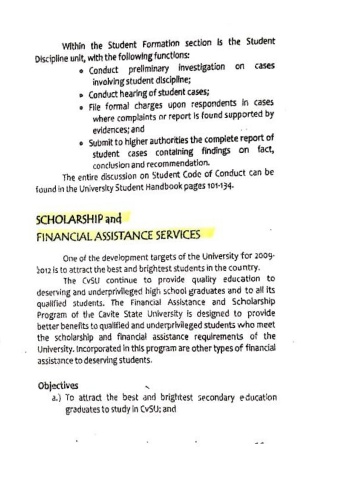 Within the Student Formation section is the Student
Discipline unit, with the following functions:
• Conduct preliminary investigation on cases
involving student discipline;
• Conduct hearing of student cases;
• File formal charges upon respondents in cases
where complaints or report is found supported by
evidences; and
• Submit to higher authorities the complete report of
student cases containing findings on fact,
conclusion and recommendation.
The entire discussion on Student Code of Conduct can be
found in the University Student Handbook pages 101-134.
SCHOLARSHIP and
FINANCIAL ASSISTANCE SERVICES
One of the development targets of the University for 2009-
2012 is to attract the best and brightest students in the country.
The CvSU continue to provide quality education to
deserving and underprivileged high school graduates and to all its
qualified students. The Financial Assistance and Scholarship
Program of the Cavite State University is designed to provide
better benefits to qualified and underprivileged students who meet
the scholarship and financial assistance requirements of the
University. Incorporated in this program are other types of financial
assistance to deserving students.
Objectives
a.) To attract the best and brightest secondary education
graduates to study in CvSU; and